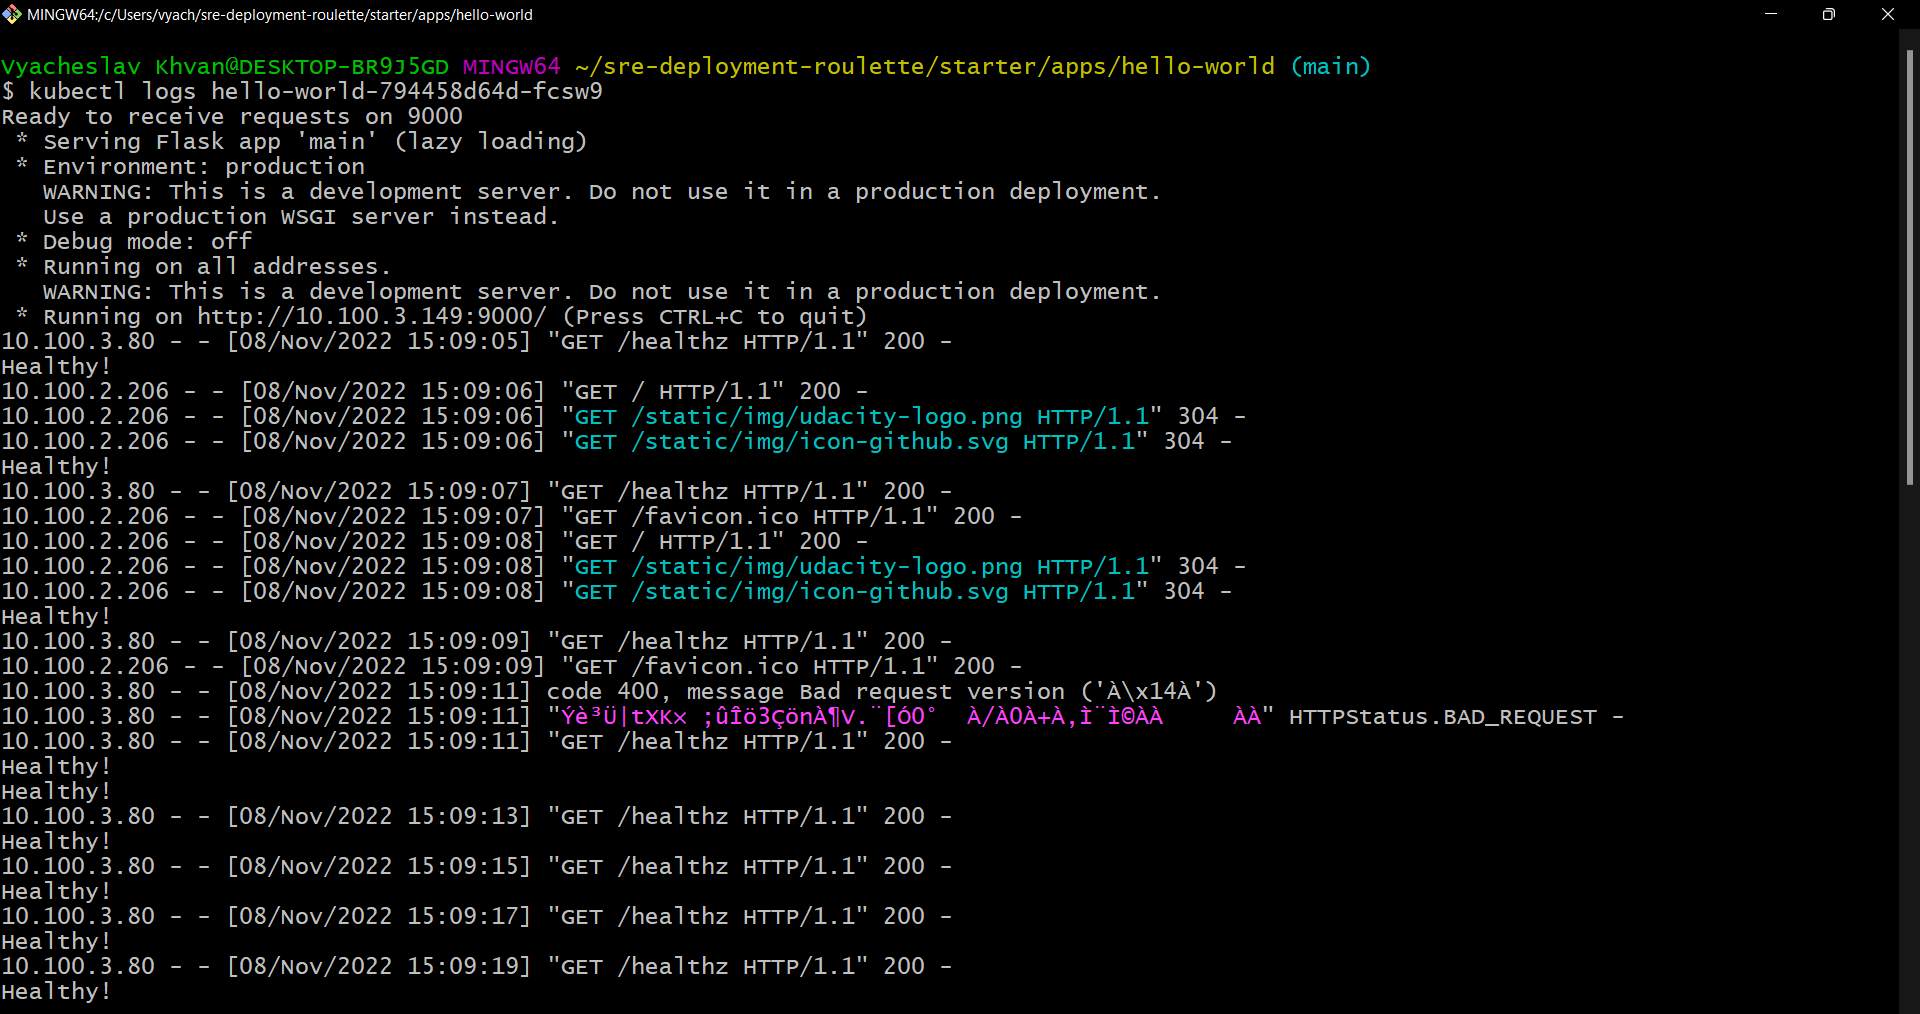 MINGW64:/c/Users/vyach/sre-deployment-roulette/starter/apps/hello-world
Vyacheslav Khvan@DESKTOP-BR9J5GD MINGW64 ~/sre-deployment-roulette/starter/apps/hello-world (main)
$ kubectl logs hello-world-794458d64d-fcsw9
Ready to receive requests on 9000
 * Serving Flask app 'main' (lazy loading)
 * Environment: production
   WARNING: This is a development server. Do not use it in a production deployment.
   Use a production WSGI server instead.
 * Debug mode: off
 * Running on all addresses.
   WARNING: This is a development server. Do not use it in a production deployment.
 * Running on http://10.100.3.149:9000/ (Press CTRL+C to quit)
10.100.3.80 - - [08/Nov/2022 15:09:05] "GET /healthz HTTP/1.1" 200 -
Healthy!
10.100.2.206 - - [08/Nov/2022 15:09:06] "GET / HTTP/1.1" 200 -
10.100.2.206 - - [08/Nov/2022 15:09:06] "GET /static/img/udacity-logo.png HTTP/1.1" 304 -
10.100.2.206 - - [08/Nov/2022 15:09:06] "GET /static/img/icon-github.svg HTTP/1.1" 304 -
Healthy!
10.100.3.80 - - [08/Nov/2022 15:09:07] "GET /healthz HTTP/1.1" 200 -
10.100.2.206 - - [08/Nov/2022 15:09:07] "GET /favicon.ico HTTP/1.1" 200 -
10.100.2.206 - - [08/Nov/2022 15:09:08] "GET / HTTP/1.1" 200 -
10.100.2.206 - - [08/Nov/2022 15:09:08] "GET /static/img/udacity-logo.png HTTP/1.1" 304 -
10.100.2.206 - - [08/Nov/2022 15:09:08] "GET /static/img/icon-github.svg HTTP/1.1" 304 -
Healthy!
10.100.3.80 - - [08/Nov/2022 15:09:09] "GET /healthz HTTP/1.1" 200 -
10.100.2.206 - - [08/Nov/2022 15:09:09] "GET /favicon.ico HTTP/1.1" 200 -
10.100.3.80 - - [08/Nov/2022 15:09:11] code 400, message Bad request version ('À\x14À')
10.100.3.80 - - [08/Nov/2022 15:09:11] "Ýè³Ü|tXK× ;ûÎö3ÇönÀ¶V.¨[Ó0°  À/À0À+À,Ì¨Ì©ÀÀ     ÀÀ" HTTPStatus.BAD_REQUEST -
10.100.3.80 - - [08/Nov/2022 15:09:11] "GET /healthz HTTP/1.1" 200 -
Healthy!
Healthy!
10.100.3.80 - - [08/Nov/2022 15:09:13] "GET /healthz HTTP/1.1" 200 -
Healthy!
10.100.3.80 - - [08/Nov/2022 15:09:15] "GET /healthz HTTP/1.1" 200 -
Healthy!
10.100.3.80 - - [08/Nov/2022 15:09:17] "GET /healthz HTTP/1.1" 200 -
Healthy!
10.100.3.80 - - [08/Nov/2022 15:09:19] "GET /healthz HTTP/1.1" 200 -
Healthy!